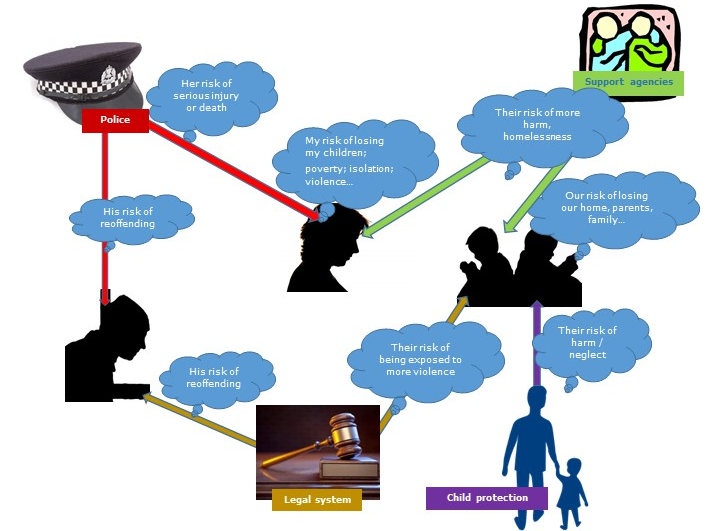 Her risk of
serious injury
or death
Support agencies
Police
Their risk of more
harm,
homelessness
My risk of losing
my children;
poverty; isolation;
violence...
Our risk of losing
our home, parents,
family...
His risk of
reoffending
Their risk of
being exposed to
more violence
Their risk of
harm /
neglect
His risk of
reoffending
Legal system
Child protection